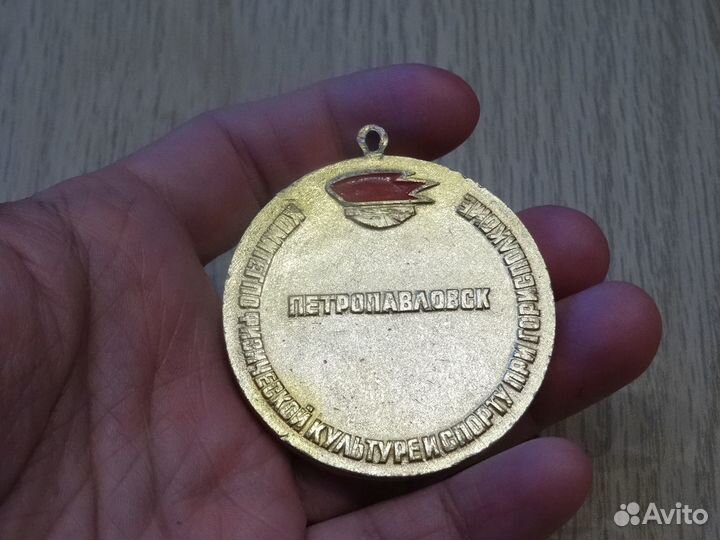 ПЕТРОПАВЛОВСК
КОМИТЕТ ПО ФИЗИЧЕСКОЙ КУЛЬТУРЕ И СПОРТУ ПРИ ГОРИСПОЛКОМЕ
Avito